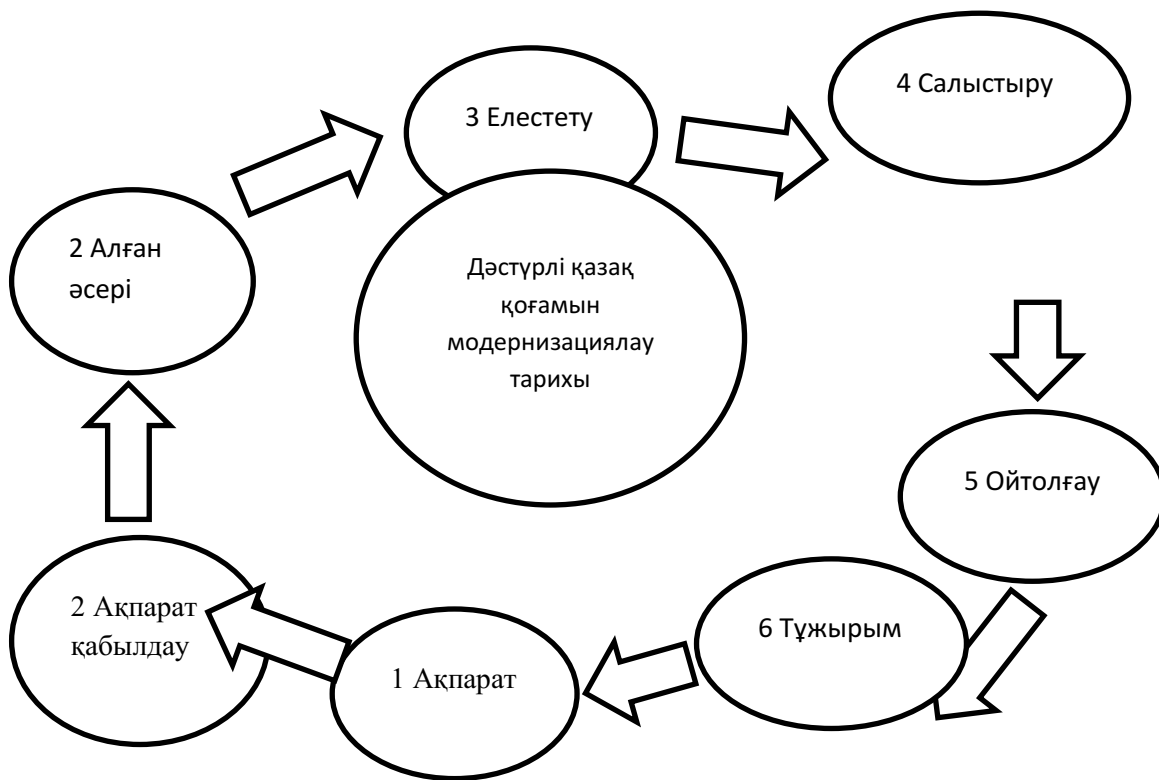 4 Салыстыру
3 Елестету
2 Алған
әсері
Дәстүрлі қазақ
қоғамын
модернизациялау
тарихы
5 Ойтолғау
2 Ақпарат
қабылдау
6 Тұжырым
1 Ақпарат